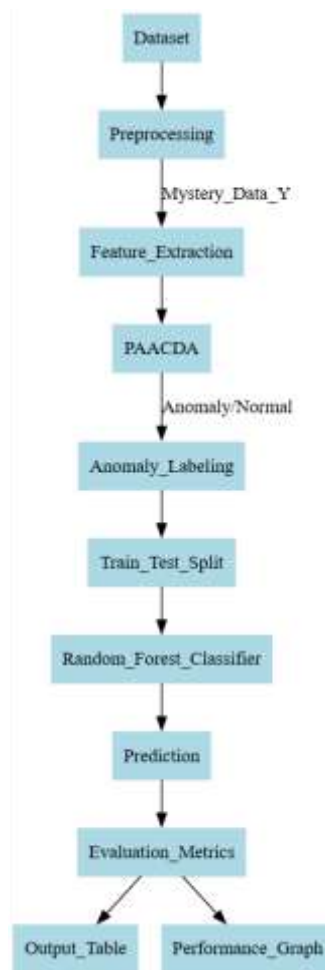 Dataset
Preprocessing
Mystery_Data_Y
Feature_Extraction
PAACDA
Anomaly/Normal
Anomaly_Labeling
Train_Test_Split
Random_Forest_Classifier
Prediction
Evaluation_Metrics
Output_Table
Performance_Graph